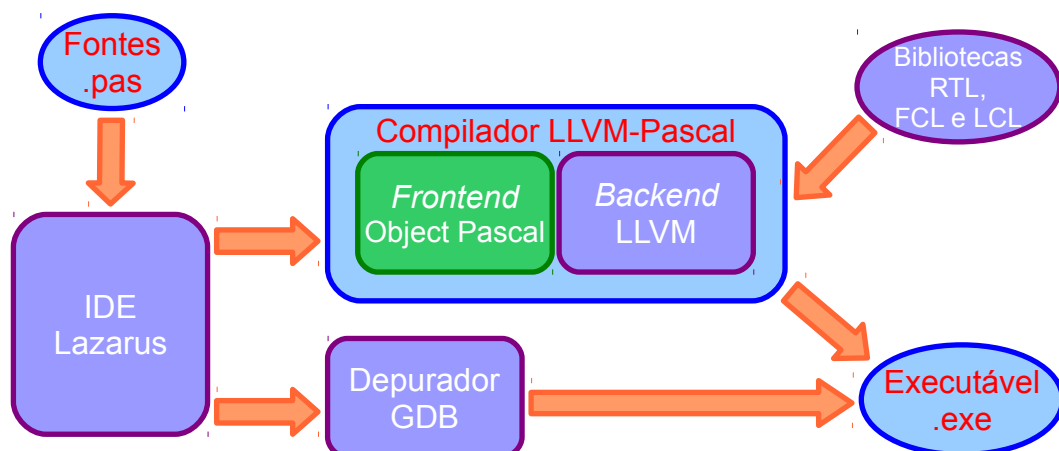 Fontes
.pas
Bibliotecas
RTL,
FCL e LCL
Compilador LLVM-Pascal
Frontend
Object Pascal
Backend
LLVM
IDE
Lazarus
Depurador
GDB
Executável
.exe